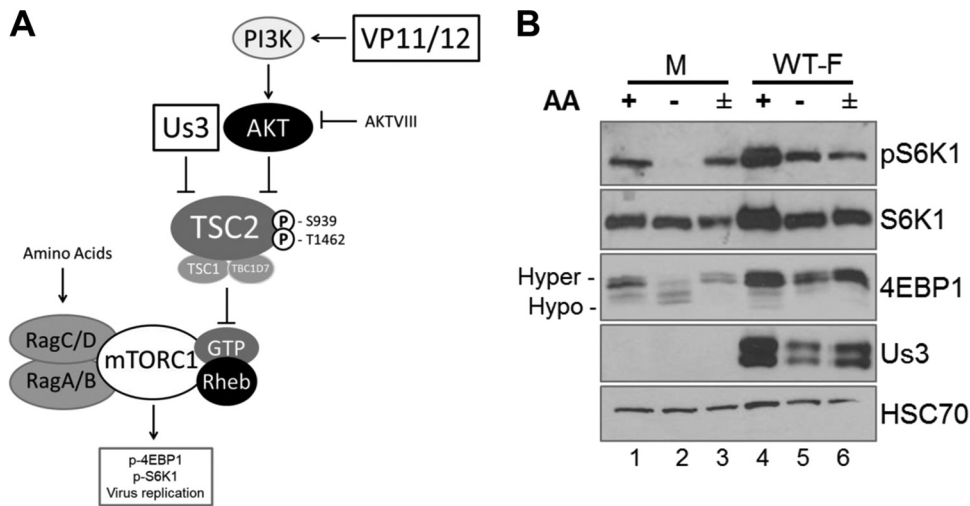 A
PI3K
VP11/12
Us3
AKT
AKTVIII
TSC2
P - S939
P - T1462
TSC1
TBC1D7
Amino Acids
RagC/D
RagA/B
mTORC1
GTP
Rheb
p-4EBP1
p-S6K1
Virus replication
B
M WT-F
AA + - ± + - ±
pS6K1
S6K1
Hyper -
Hypo -
4EBP1
Us3
HSC70
1 2 3 4 5 6